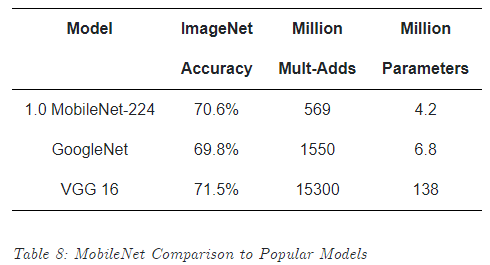 Model ImageNet Million Million
Accuracy Mult-Adds Parameters
1.0 MobileNet-224 70.6% 569 4.2
GoogleNet 69.8% 1550 6.8
VGG 16 71.5% 15300 138
Table 8: MobileNet Comparison to Popular Models